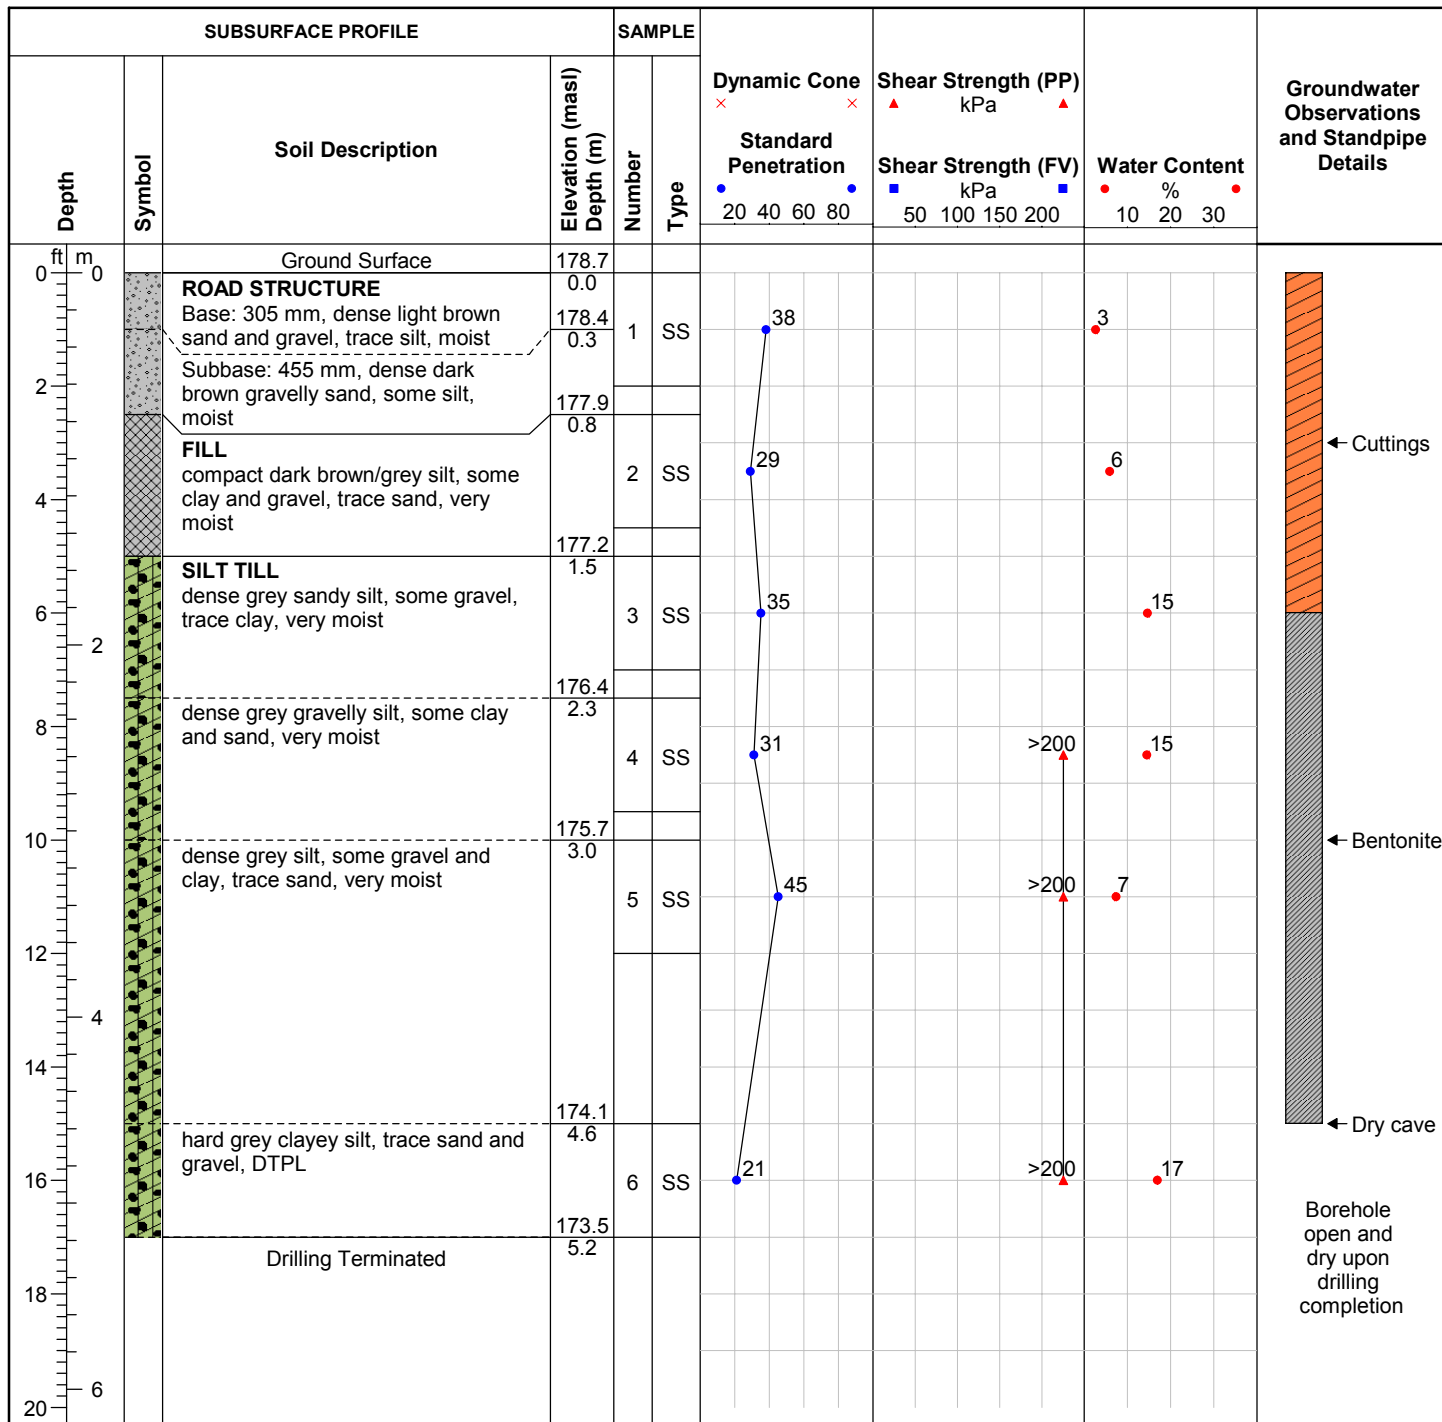 SUBSURFACE PROFILE
SAMPLE
Depth
Symbol
Soil Description
Elevation (masl)
Depth (m)
Number
Type
Dynamic Cone
Standard
Penetration
20 40 60 80
Shear Strength (PP)
kPa
Shear Strength (FV)
kPa
50 100 150 200
Water Content
%
10 20 30
Groundwater
Observations
and Standpipe
Details
ft m
0 0
2
4
6
2
8
10
12
4
14
16
18
6
20
Ground Surface
178.7
0.0
ROAD STRUCTURE
Base: 305 mm, dense light brown
sand and gravel, trace silt, moist
178.4
0.3
Subbase: 455 mm, dense dark
brown gravelly sand, some silt,
moist
177.9
0.8
FILL
compact dark brown/grey silt, some
clay and gravel, trace sand, very
moist
177.2
1.5
SILT TILL
dense grey sandy silt, some gravel,
trace clay, very moist
176.4
2.3
dense grey gravelly silt, some clay
and sand, very moist
175.7
3.0
dense grey silt, some gravel and
clay, trace sand, very moist
174.1
4.6
hard grey clayey silt, trace sand and
gravel, DTPL
173.5
5.2
Drilling Terminated
1 SS
38
3
2 SS
29
6
3 SS
35
15
4 SS
31
>200
15
5 SS
45
>200
7
6 SS
21
>200
17
Cuttings
Bentonite
Dry cave
Borehole
open and
dry upon
drilling
completion